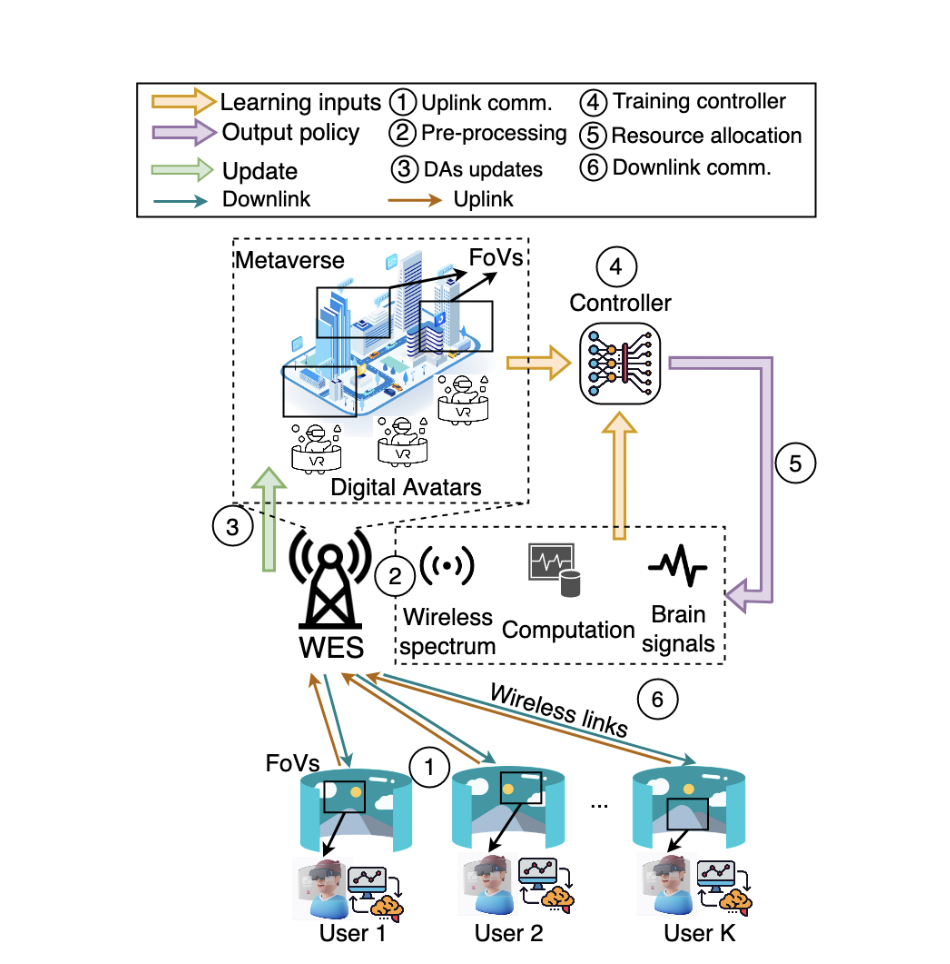 Learning inputs
Output policy
Update
Downlink
1 Uplink comm.
2 Pre-processing
3 DAs updates
Uplink
4 Training controller
5 Resource allocation
6 Downlink comm.
Metaverse
FoVs
VR
VR
VR
Digital Avatars
4
Controller
5
3
2
WES
Wireless
spectrum
Computation
Brain
signals
6
Wireless links
1
FoVs
...
User 1
User 2
User K